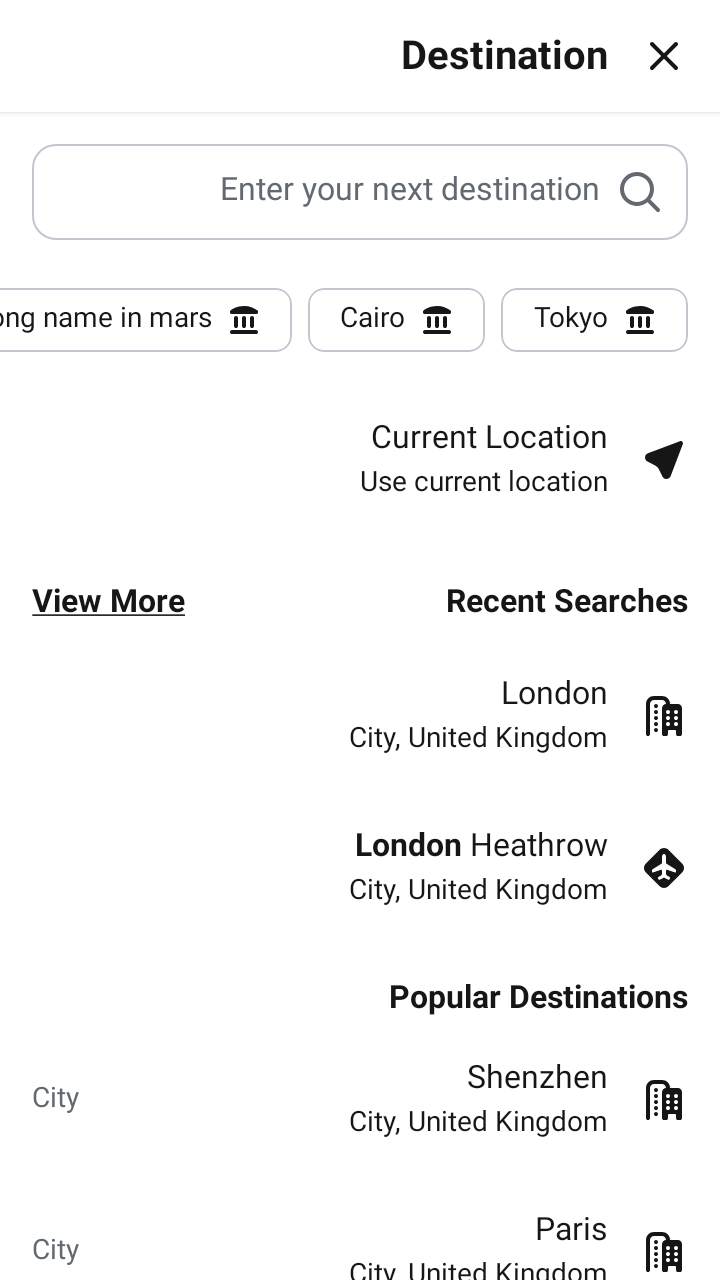 Destination
Enter your next destination
Tokyo
Cairo
name in mars
Current Location
Use current location
Recent Searches
View More
London
City, United Kingdom
London Heathrow
City, United Kingdom
Popular Destinations
Shenzhen
City, United Kingdom
City
Paris
City, United Kingdom
City